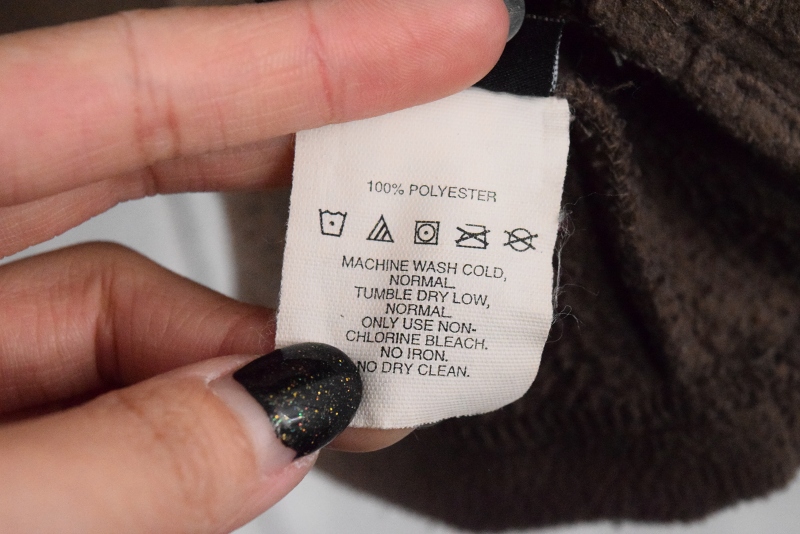 100% POLYESTER
MACHINE WASH COLD,
NORMAL.
TUMBLE DRY LOW,
NORMAL.
ONLY USE NON-
CHLORINE BLEACH.
NO IRON.
NO DRY CLEAN.